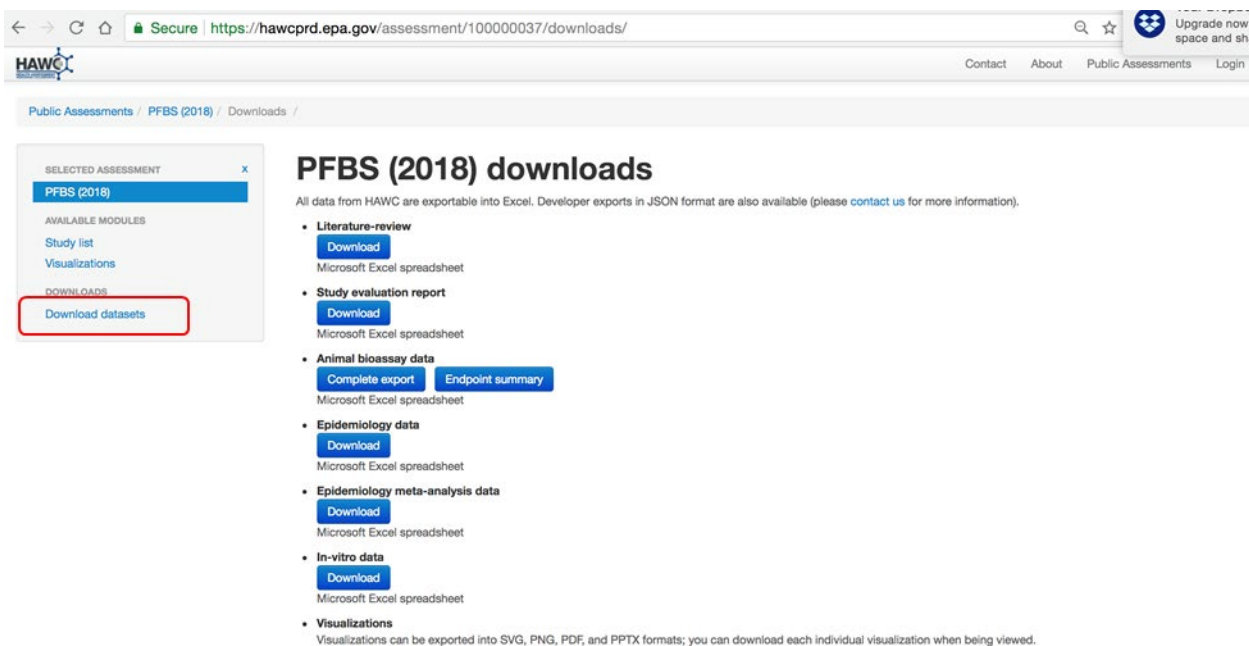 Secure | https://hawcprd.epa.gov/assessment/100000037/downloads/
Upgrade now
space and sh
HAWC
Contact About Public Assessments Login
Public Assessments / PFBS (2018) / Downloads /
SELECTED ASSESSMENT x
PFBS (2018)
AVAILABLE MODULES
Study list
Visualizations
DOWNLOADS
Download datasets
PFBS (2018) downloads
All data from HAWC are exportable into Excel. Developer exports in JSON format are also available (please contact us for more information).
• Literature-review
Download
Microsoft Excel spreadsheet
• Study evaluation report
Download
Microsoft Excel spreadsheet
• Animal bioassay data
Complete export Endpoint summary
Microsoft Excel spreadsheet
• Epidemiology data
Download
Microsoft Excel spreadsheet
• Epidemiology meta-analysis data
Download
Microsoft Excel spreadsheet
• In-vitro data
Download
Microsoft Excel spreadsheet
• Visualizations
Visualizations can be exported into SVG, PNG, PDF, and PPTX formats; you can download each individual visualization when being viewed.